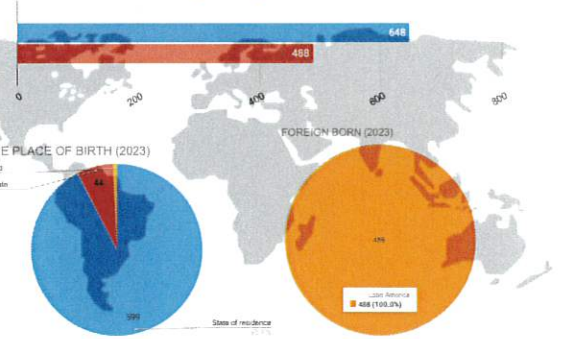 648
488
0
200
400
600
800
FOREIGN BORN (2023)
E PLACE OF BIRTH (2023)
44
Latin America
488 (100.0%)
State of residence